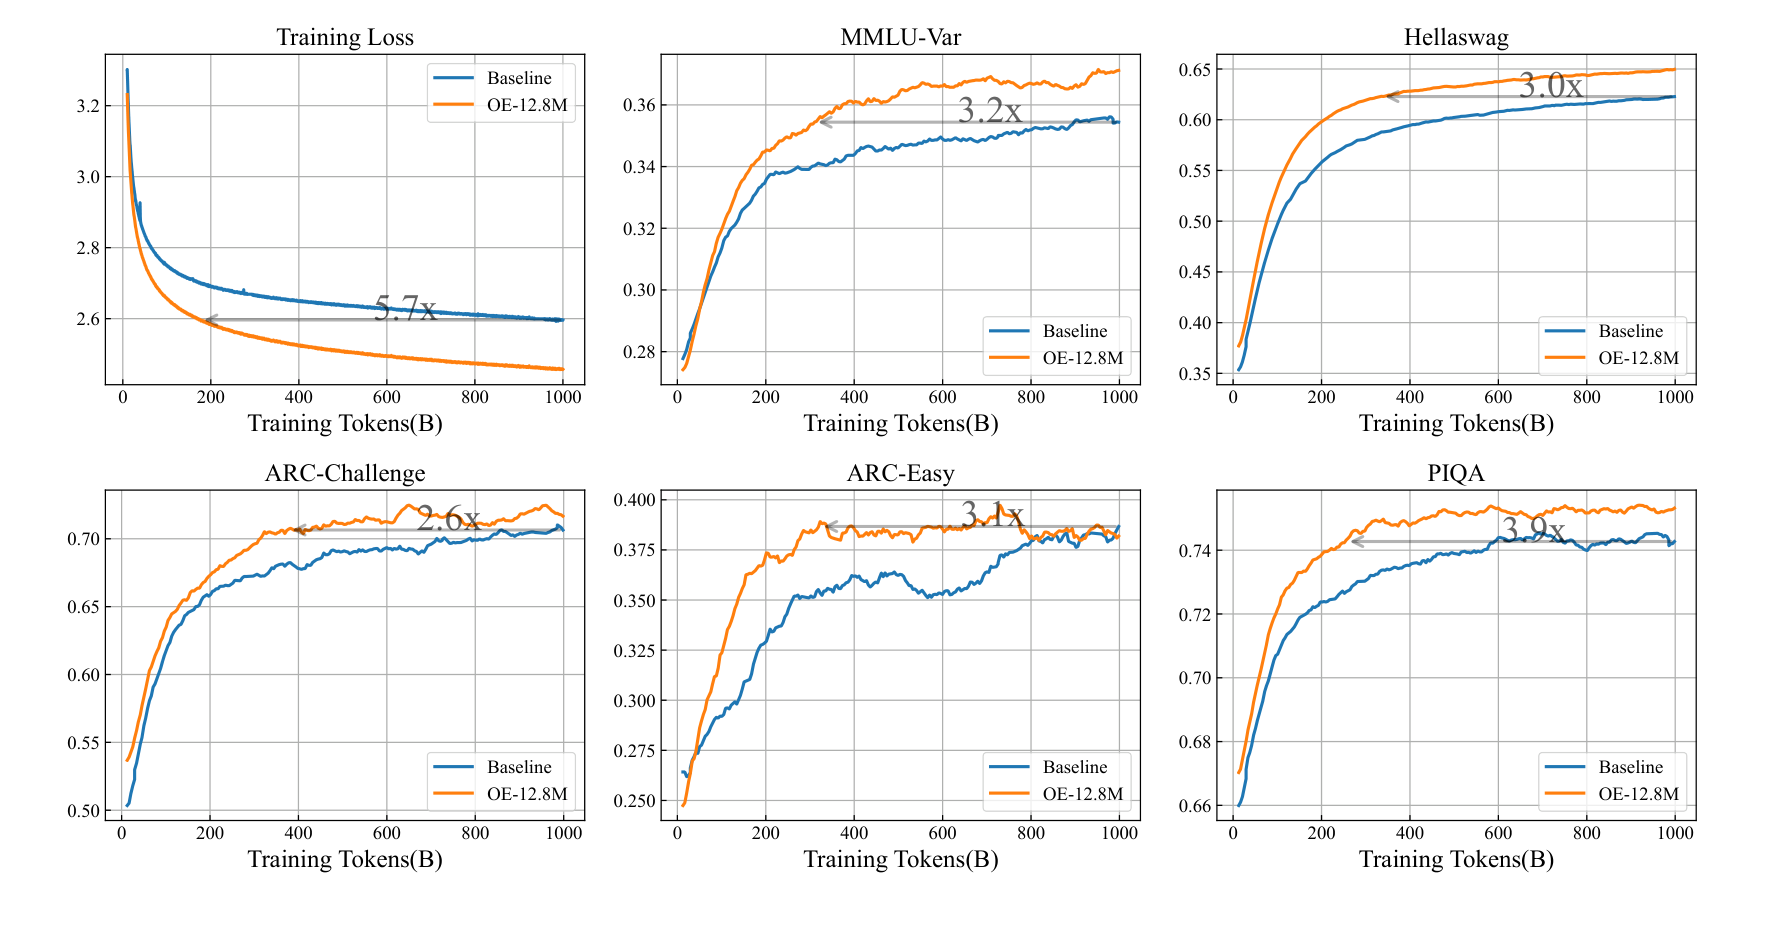 Training Loss
3.2
3.0
2.8
2.6
Baseline
OE-12.8M
5.7x
0 200 400 600 800 1000
Training Tokens(B)
MMLU-Var
0.36
0.34
0.32
0.30
0.28
3.2x
Baseline
OE-12.8M
0 200 400 600 800 1000
Training Tokens(B)
Hellaswag
0.65
0.60
0.55
0.50
0.45
0.40
0.35
3.0x
Baseline
OE-12.8M
0 200 400 600 800 1000
Training Tokens(B)
ARC-Challenge
0.70
0.65
0.60
0.55
0.50
2.6x
Baseline
OE-12.8M
0 200 400 600 800 1000
Training Tokens(B)
ARC-Easy
0.400
0.375
0.350
0.325
0.300
0.275
0.250
3.1x
Baseline
OE-12.8M
0 200 400 600 800 1000
Training Tokens(B)
PIQA
0.74
0.72
0.70
0.68
0.66
3.9x
Baseline
OE-12.8M
0 200 400 600 800 1000
Training Tokens(B)